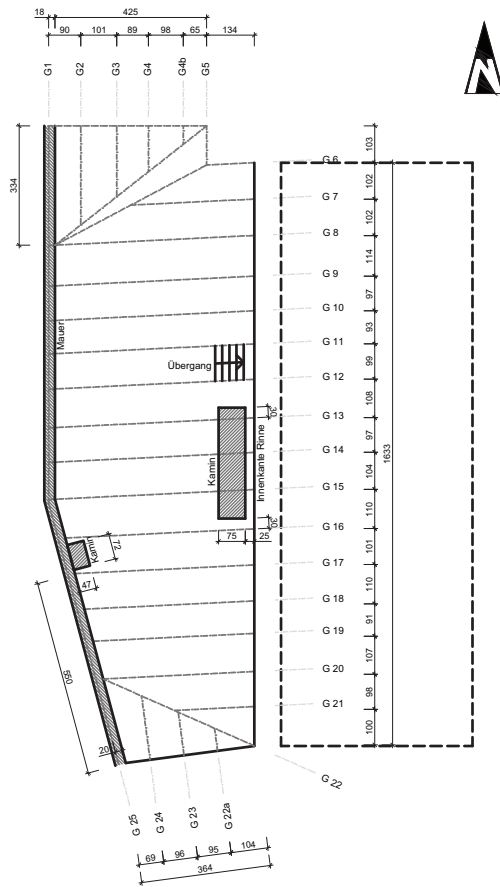 18
425
90
101
89
98
65
134
G1
G2
G3
G4
G4b
G5
N
334
103
G 6
102
G 7
102
G 8
114
G 9
97
G 10
93
Mauer
G 11
Übergang
99
G 12
108
30
G 13
97
1633
Kamin
Innenkante Rinne
G 14
104
G 15
110
30
G 16
75
25
101
Kamin
72
G 17
47
110
G 18
91
550
G 19
107
G 20
98
G 21
100
20
G 22
G 25
G 24
G 23
G 22a
69
96
95
104
364